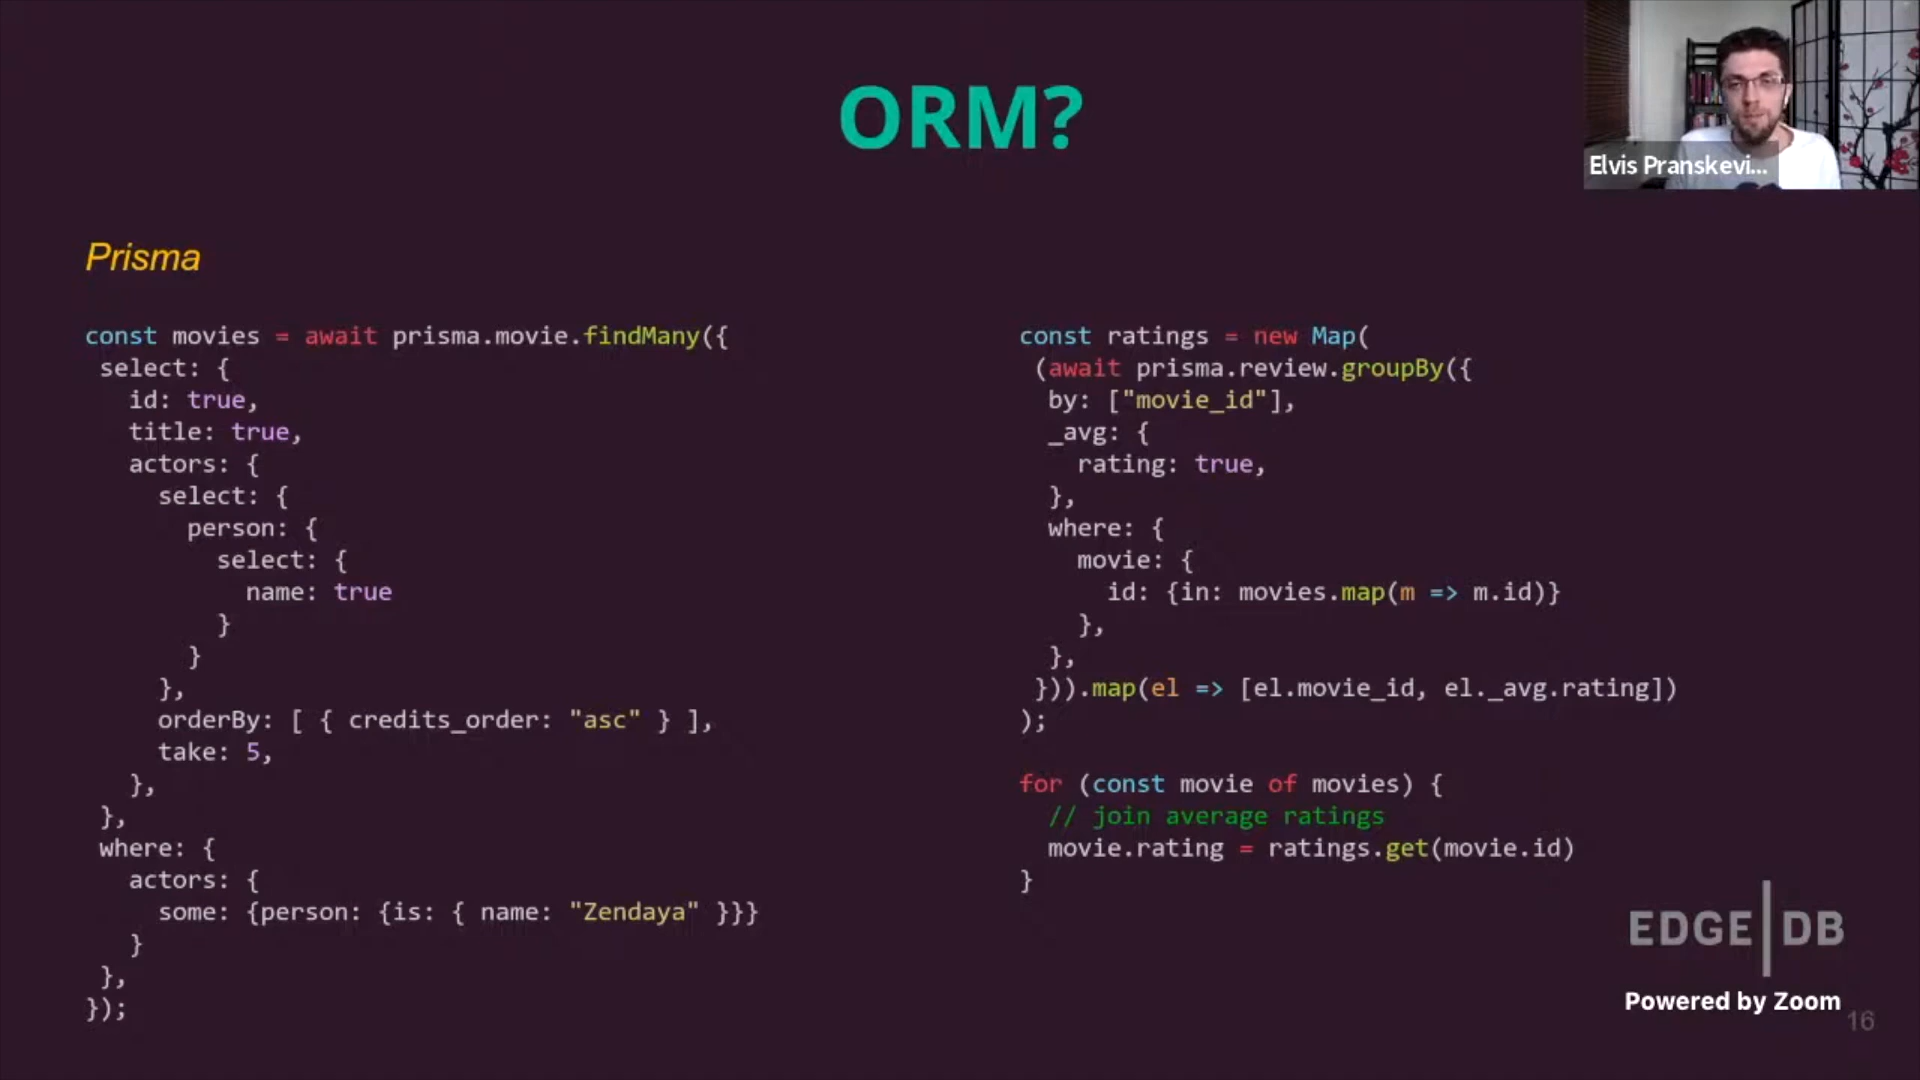 ORM?
Elvis Pranskevi...
Prisma
const movies = await prisma.movie.findMany({
 select: {
   id: true,
   title: true,
   actors: {
     select: {
       person: {
         select: {
           name: true
         }
       }
     },
     orderBy: [ { credits_order: "asc" } ],
     take: 5,
   },
 },
 where: {
   actors: {
     some: {person: {is: { name: "Zendaya" }}}
   }
 },
});
const ratings = new Map(
 (await prisma.review.groupBy({
  by: ["movie_id"],
  _avg: {
    rating: true,
  },
  where: {
    movie: {
      id: {in: movies.map(m => m.id)}
    },
  },
 })).map(el => [el.movie_id, el._avg.rating])
);
for (const movie of movies) {
  // join average ratings
  movie.rating = ratings.get(movie.id)
}
EDGE|DB
Powered by Zoom
16